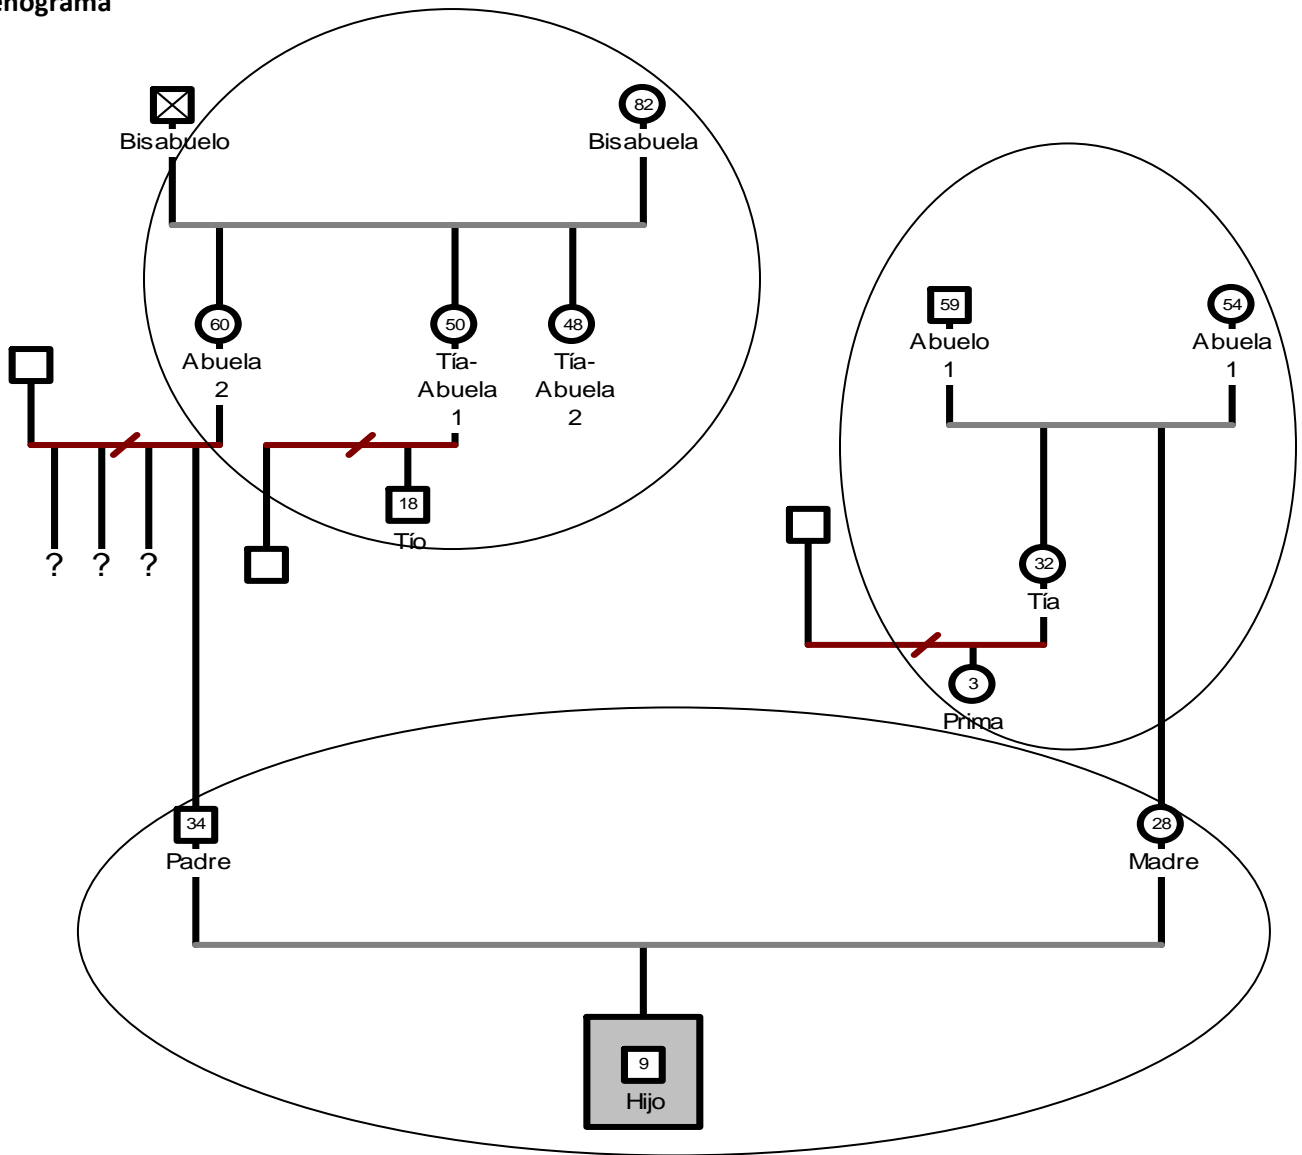 enograma
82
Bisabuelo
Bisabuela
59
54
60
50
48
Abuelo
1
Abuela
1
Abuela
2
Tía-
Abuela
1
Tía-
Abuela
2
18
Tío
?
?
?
32
Tía
3
Prima
34
Padre
28
Madre
9
Hijo